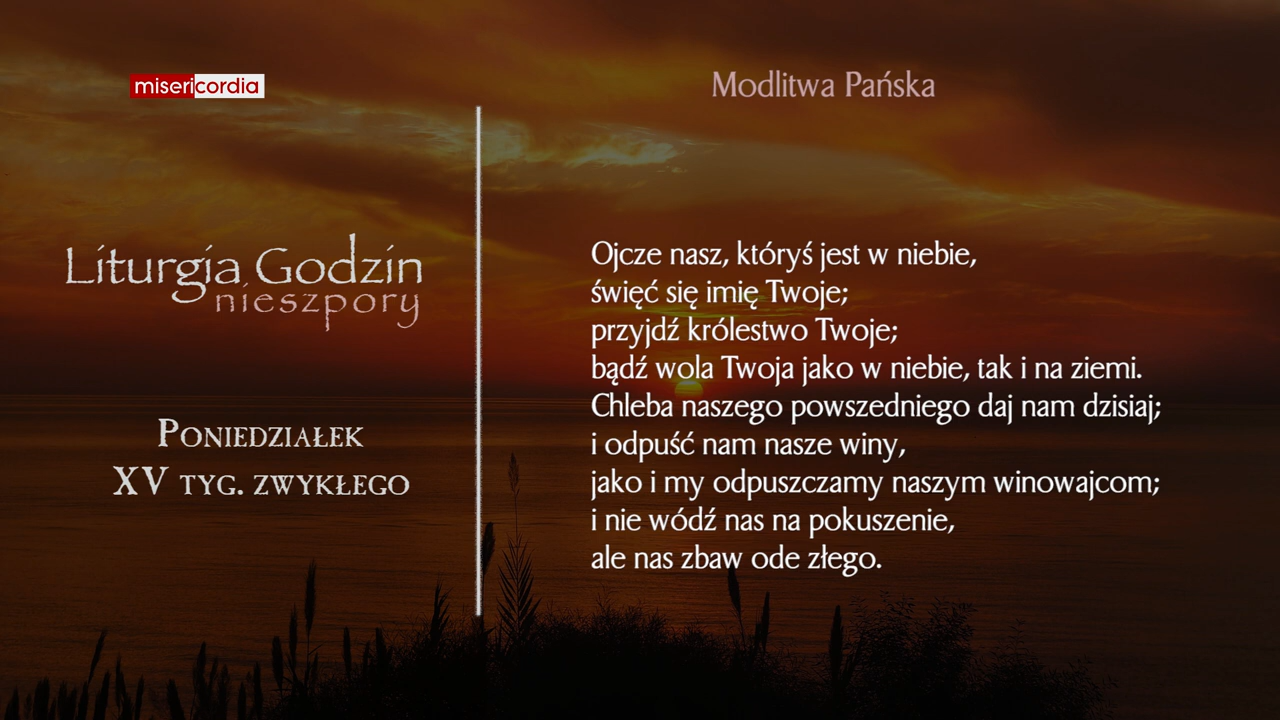 misericordia
Liturgia Godzin
nieszpory
Poniedziałek
XV tyg. zwykłego
Modlitwa Pańska
Ojcze nasz, któryś jest w niebie,
święć się imię Twoje;
przyjdź królestwo Twoje;
bądź wola Twoja jako w niebie, tak i na ziemi.
Chleba naszego powszedniego daj nam dzisiaj;
i odpuść nam nasze winy,
jako i my odpuszczamy naszym winowajcom;
i nie wódź nas na pokuszenie,
ale nas zbaw ode złego.